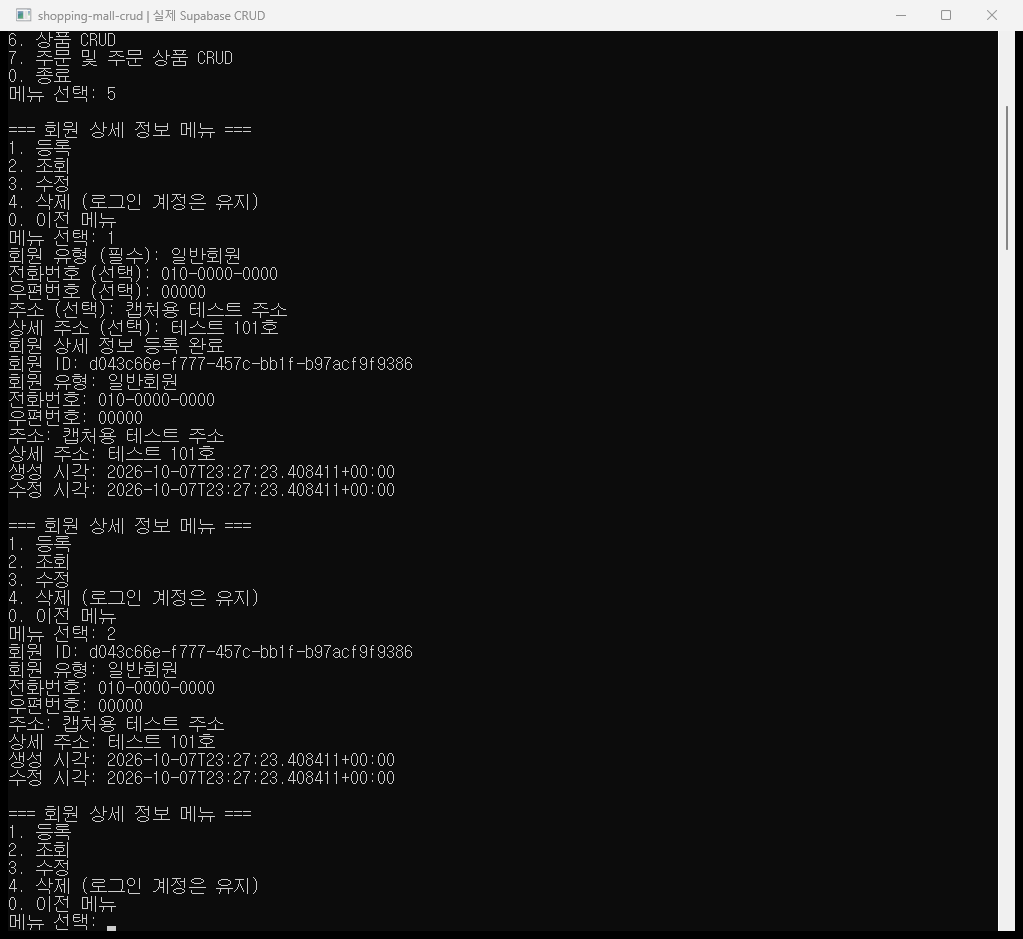 shopping-mall-crud | 실제 Supabase CRUD
6. 상품 CRUD
7. 주문 및 주문 상품 CRUD
0. 종료
메뉴 선택: 5
=== 회원 상세 정보 메뉴 ===
1. 등록
2. 조회
3. 수정
4. 삭제 (로그인 계정은 유지)
0. 이전 메뉴
메뉴 선택: 1
회원 유형 (필수): 일반회원
전화번호 (선택): 010-0000-0000
우편번호 (선택): 00000
주소 (선택): 캡처용 테스트 주소
상세 주소 (선택): 테스트 101호
회원 상세 정보 등록 완료
회원 ID: d043c66e-f777-457c-bb1f-b97acf9f9386
회원 유형: 일반회원
전화번호: 010-0000-0000
우편번호: 00000
주소: 캡처용 테스트 주소
상세 주소: 테스트 101호
생성 시각: 2026-10-07T23:27:23.408411+00:00
수정 시각: 2026-10-07T23:27:23.408411+00:00
=== 회원 상세 정보 메뉴 ===
1. 등록
2. 조회
3. 수정
4. 삭제 (로그인 계정은 유지)
0. 이전 메뉴
메뉴 선택: 2
회원 ID: d043c66e-f777-457c-bb1f-b97acf9f9386
회원 유형: 일반회원
전화번호: 010-0000-0000
우편번호: 00000
주소: 캡처용 테스트 주소
상세 주소: 테스트 101호
생성 시각: 2026-10-07T23:27:23.408411+00:00
수정 시각: 2026-10-07T23:27:23.408411+00:00
=== 회원 상세 정보 메뉴 ===
1. 등록
2. 조회
3. 수정
4. 삭제 (로그인 계정은 유지)
0. 이전 메뉴
메뉴 선택: